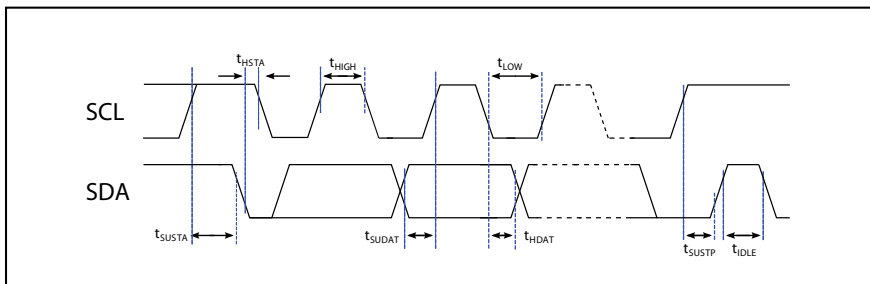 tHSTA
tHIGH
tLOW
SCL
SDA
tSUSTA
tSUDAT
tHDAT
tSUSTP
tIDLE